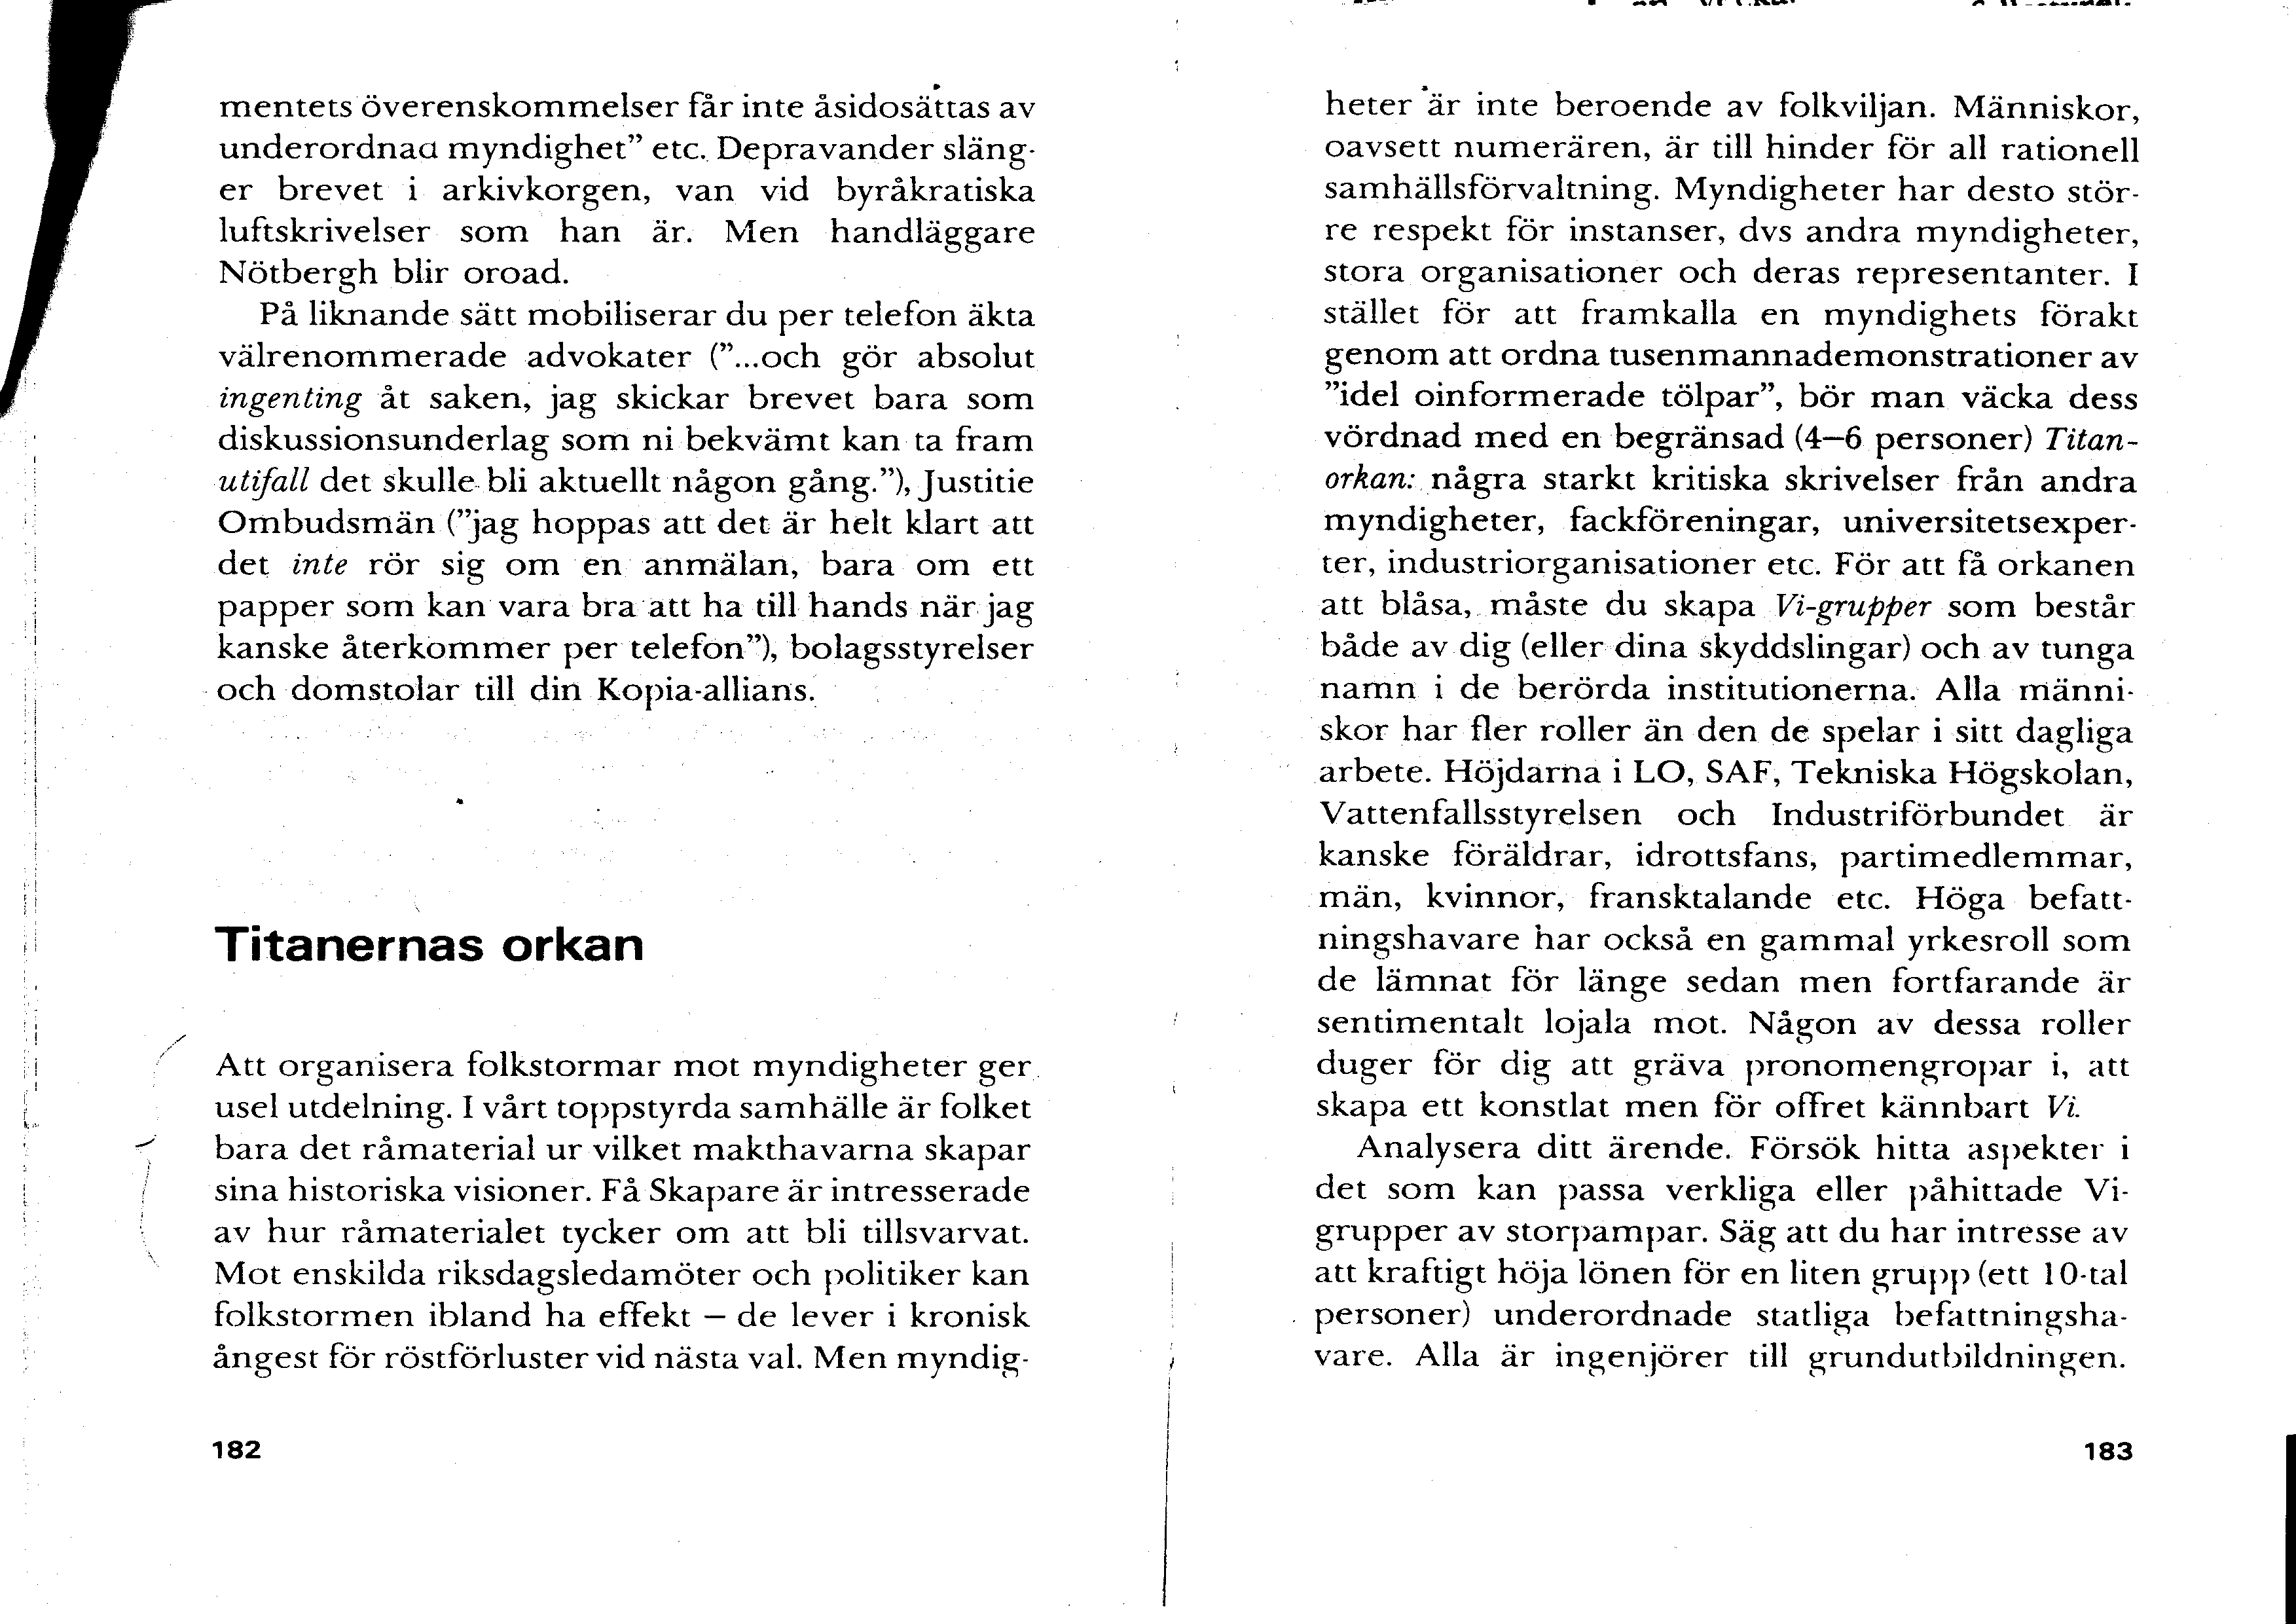 mentets överenskommelser får inte åsidosättas av
underordnad myndighet” etc. Depravander släng-
er brevet i arkivkorgen, van vid byråkratiska
luftskrivelser som han är. Men handläggare
Nötbergh blir oroad.
På liknande sätt mobiliserar du per telefon äkta
välrenommerade advokater (”...och gör absolut
ingenting åt saken, jag skickar brevet bara som
diskussionsunderlag som ni bekvämt kan ta fram
utifall det skulle bli aktuellt någon gång.”), Justitie
Ombudsmän (”jag hoppas att det är helt klart att
det inte rör sig om en anmälan, bara om ett
papper som kan vara bra att ha till hands när jag
kanske återkommer per telefon”), bolagsstyrelser
och domstolar till din Kopia-allians.
Titanernas orkan
Att organisera folkstormar mot myndigheter ger
usel utdelning. I vårt toppstyrda samhälle är folket
bara det råmaterial ur vilket makthavarna skapar
sina historiska visioner. Få Skapare är intresserade
av hur råmaterialet tycker om att bli tillsvarvat.
Mot enskilda riksdagsledamöter och politiker kan
folkstormen ibland ha effekt – de lever i kronisk
ångest för röstförluster vid nästa val. Men myndig-
182
heter är inte beroende av folkviljan. Människor,
oavsett numerären, är till hinder för all rationell
samhällsförvaltning. Myndigheter har desto stör-
re respekt för instanser, dvs andra myndigheter,
stora organisationer och deras representanter. I
stället för att framkalla en myndighets förakt
genom att ordna tusenmannademonstrationer av
”idel oinformerade tölpar”, bör man väcka dess
vördnad med en begränsad (4–6 personer) Titan-
orkan: några starkt kritiska skrivelser från andra
myndigheter, fackföreningar, universitetsexper-
ter, industriorganisationer etc. För att få orkanen
att blåsa, måste du skapa Vi-grupper som består
både av dig (eller dina skyddslingar) och av tunga
namn i de berörda institutionerna. Alla männi-
skor har fler roller än den de spelar i sitt dagliga
arbete. Höjdarna i LO, SAF, Tekniska Högskolan,
Vattenfallsstyrelsen och Industriförbundet är
kanske föräldrar, idrottsfans, partimedlemmar,
män, kvinnor, fransktalande etc. Höga befatt-
ningshavare har också en gammal yrkesroll som
de lämnat för länge sedan men fortfarande är
sentimentalt lojala mot. Någon av dessa roller
duger för dig att gräva pronomengropar i, att
skapa ett konstlat men för offret kännbart Vi.
Analysera ditt ärende. Försök hitta aspekter i
det som kan passa verkliga eller påhittade Vi-
grupper av storpampar. Säg att du har intresse av
att kraftigt höja lönen för en liten grupp (ett 10-tal
personer) underordnade statliga befattningsha-
vare. Alla är ingenjörer till grundutbildningen.
183